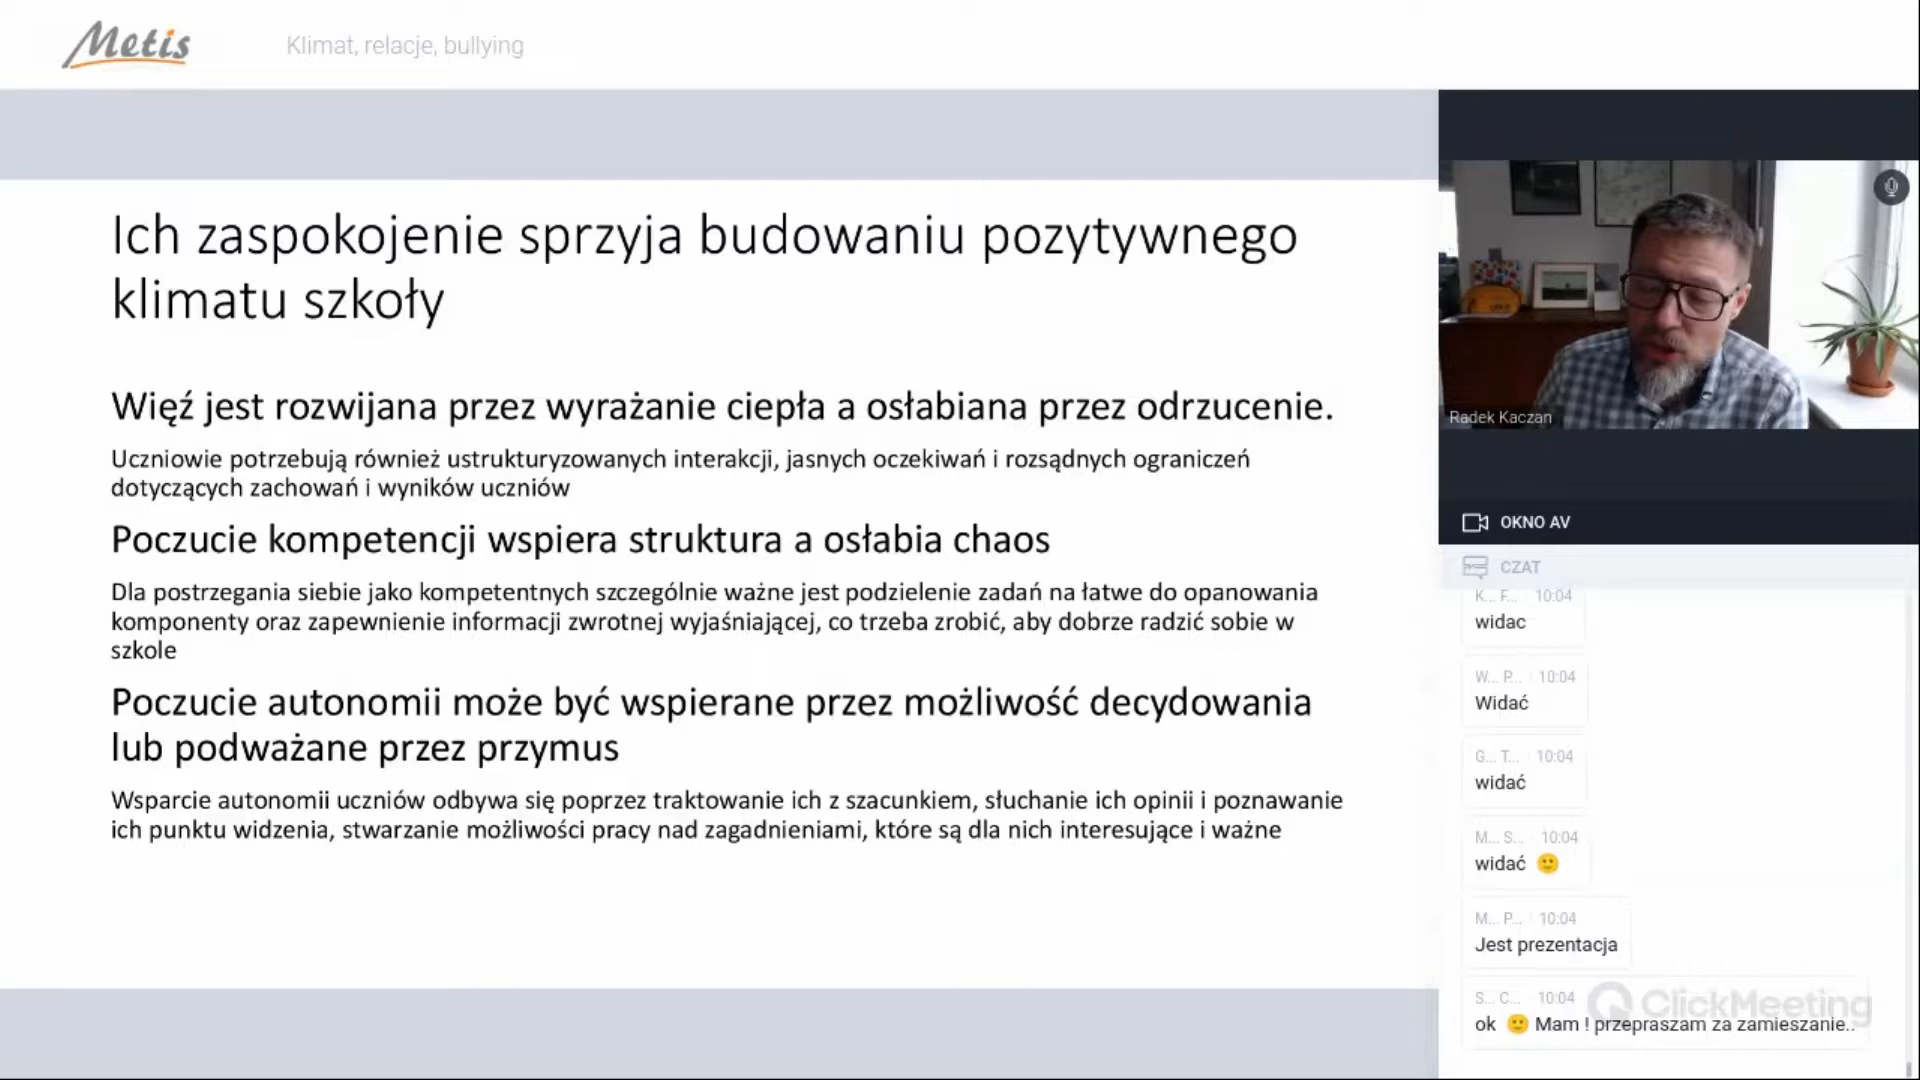 Metis
Klimat, relacje, bullying
Ich zaspokojenie sprzyja budowaniu pozytywnego
klimatu szkoły
Więź jest rozwijana przez wyrażanie ciepła a osłabiana przez odrzucenie.
Uczniowie potrzebują również ustrukturyzowanych interakcji, jasnych oczekiwań i rozsądnych ograniczeń
dotyczących zachowań i wyników uczniów
Poczucie kompetencji wspiera struktura a osłabia chaos
Dla postrzegania siebie jako kompetentnych szczególnie ważne jest podzielenie zadań na łatwe do opanowania
komponenty oraz zapewnienie informacji zwrotnej wyjaśniającej, co trzeba zrobić, aby dobrze radzić sobie w
szkole
Poczucie autonomii może być wspierane przez możliwość decydowania
lub podważane przez przymus
Wsparcie autonomii uczniów odbywa się poprzez traktowanie ich z szacunkiem, słuchanie ich opinii i poznawanie
ich punktu widzenia, stwarzanie możliwości pracy nad zagadnieniami, które są dla nich interesujące i ważne
Radek Kaczan
OKNO AV
CZAT
K... F... 10:04
widac
W... P... 10:04
Widać
G... T... 10:04
widać
M... S... 10:04
widać 🙂
M... P... 10:04
Jest prezentacja
S... C... 10:04
ok 🙂 Mam ! przepraszam za zamieszanie..
ClickMeeting